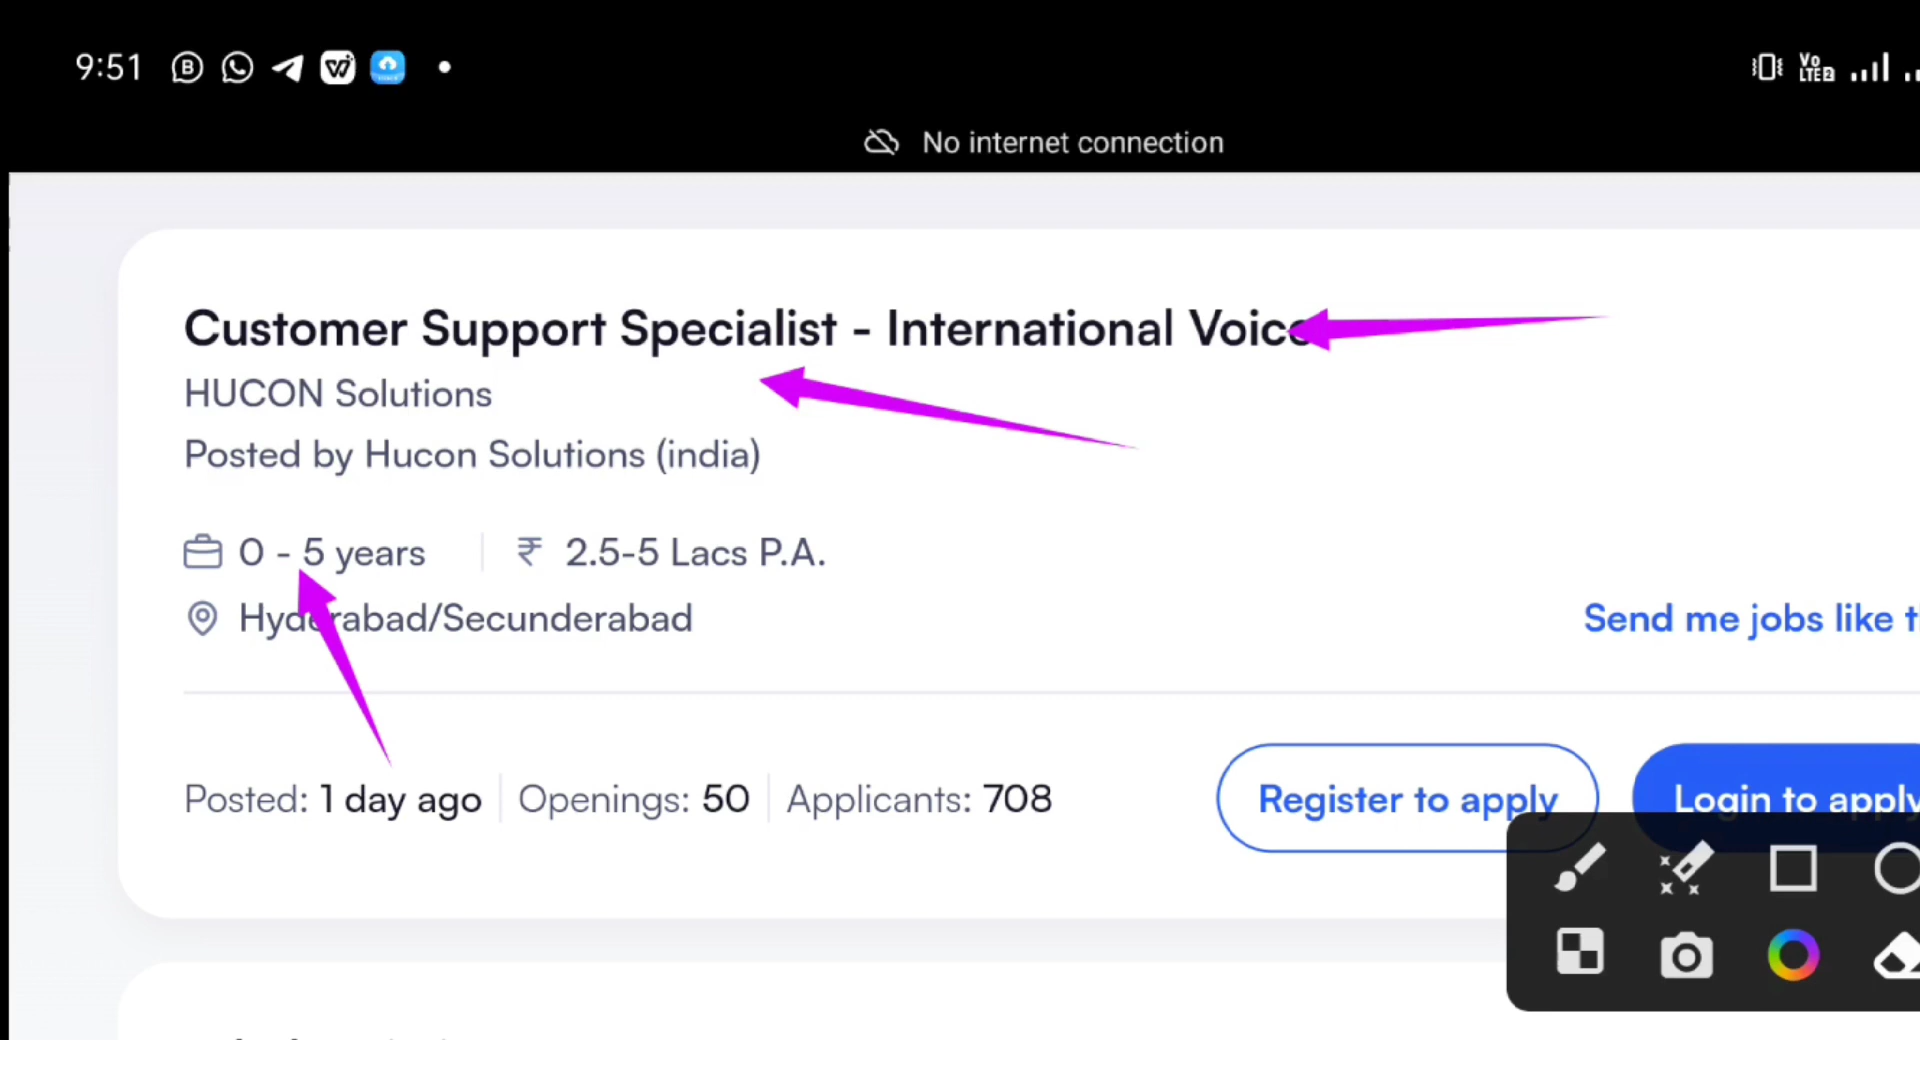 9:51
Vo
LTE2
No internet connection
Customer Support Specialist - International Voice
HUCON Solutions
Posted by Hucon Solutions (india)
0 - 5 years
₹ 2.5-5 Lacs P.A.
Hyderabad/Secunderabad
Send me jobs like
Posted: 1 day ago
Openings: 50
Applicants: 708
Register to apply
Login to apply